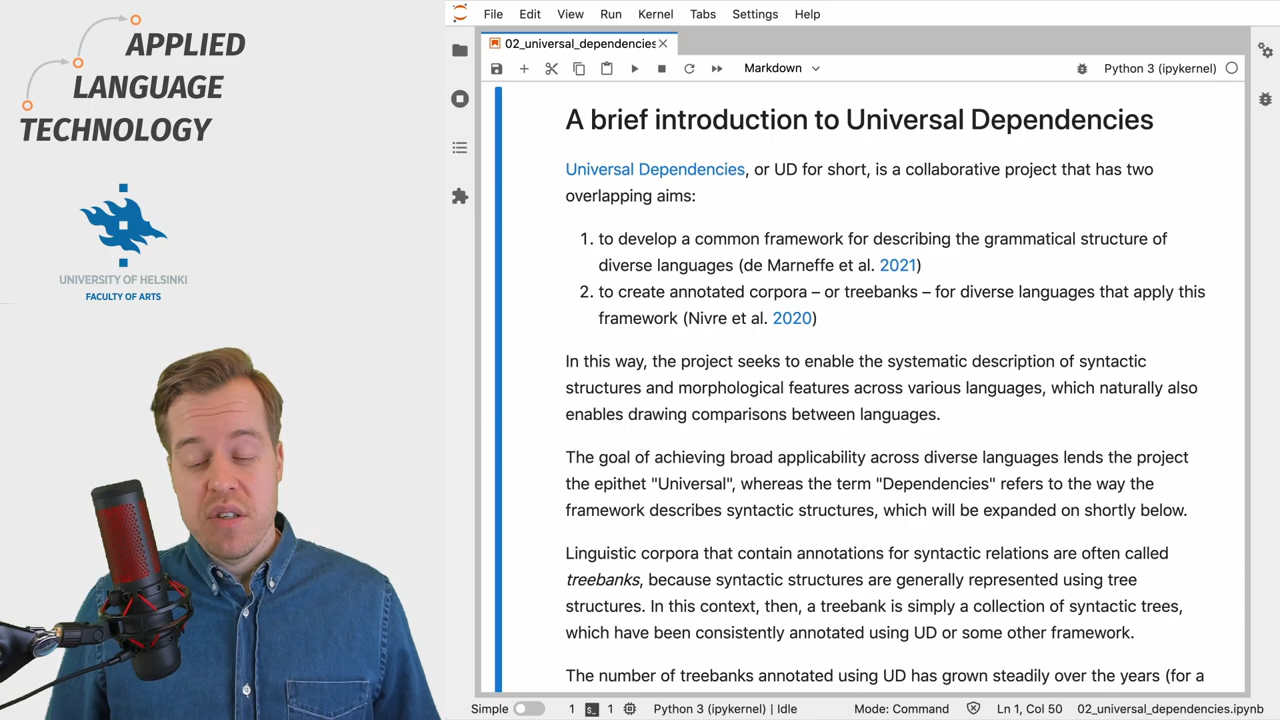 APPLIED
LANGUAGE
TECHNOLOGY
UNIVERSITY OF HELSINKI
FACULTY OF ARTS
File Edit View Run Kernel Tabs Settings Help
02_universal_dependencies
Markdown
Python 3 (ipykernel)
A brief introduction to Universal Dependencies
Universal Dependencies, or UD for short, is a collaborative project that has two
overlapping aims:
1. to develop a common framework for describing the grammatical structure of
diverse languages (de Marneffe et al. 2021)
2. to create annotated corpora – or treebanks – for diverse languages that apply this
framework (Nivre et al. 2020)
In this way, the project seeks to enable the systematic description of syntactic
structures and morphological features across various languages, which naturally also
enables drawing comparisons between languages.
The goal of achieving broad applicability across diverse languages lends the project
the epithet "Universal", whereas the term "Dependencies" refers to the way the
framework describes syntactic structures, which will be expanded on shortly below.
Linguistic corpora that contain annotations for syntactic relations are often called
treebanks, because syntactic structures are generally represented using tree
structures. In this context, then, a treebank is simply a collection of syntactic trees,
which have been consistently annotated using UD or some other framework.
The number of treebanks annotated using UD has grown steadily over the years (for a
Simple 1 $_ 1 Python 3 (ipykernel) | Idle Mode: Command Ln 1, Col 50 02_universal_dependencies.ipynb